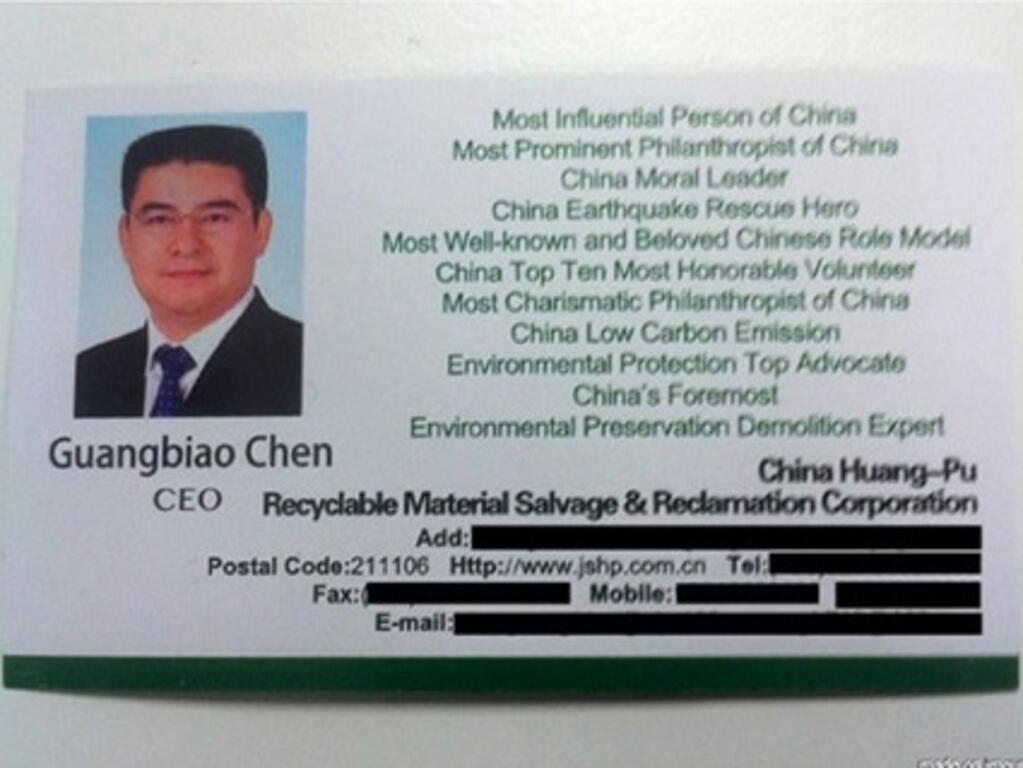 Most Influential Person of China
Most Prominent Philanthropist of China
China Moral Leader
China Earthquake Rescue Hero
Most Well-known and Beloved Chinese Role Model
China Top Ten Most Honorable Volunteer
Most Charismatic Philanthropist of China
China Low Carbon Emission
Environmental Protection Top Advocate
China's Foremost
Environmental Preservation Demolition Expert
Guangbiao Chen
CEO
China Huang-Pu
Recyclable Material Salvage & Reclamation Corporation
Add:
Postal Code:211106 Http://www.jshp.com.cn Tel:
Fax:( Mobile:
E-mail: